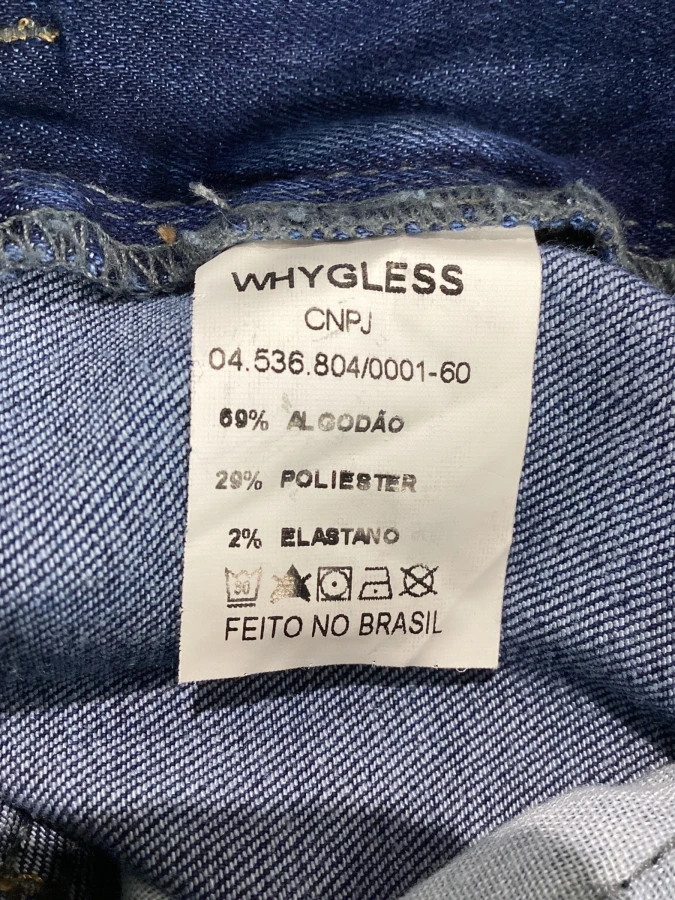 WHYGLESS
CNPJ
04.536.804/0001-60
69% ALGODÃO
29% POLIESTER
2% ELASTANO
FEITO NO BRASIL